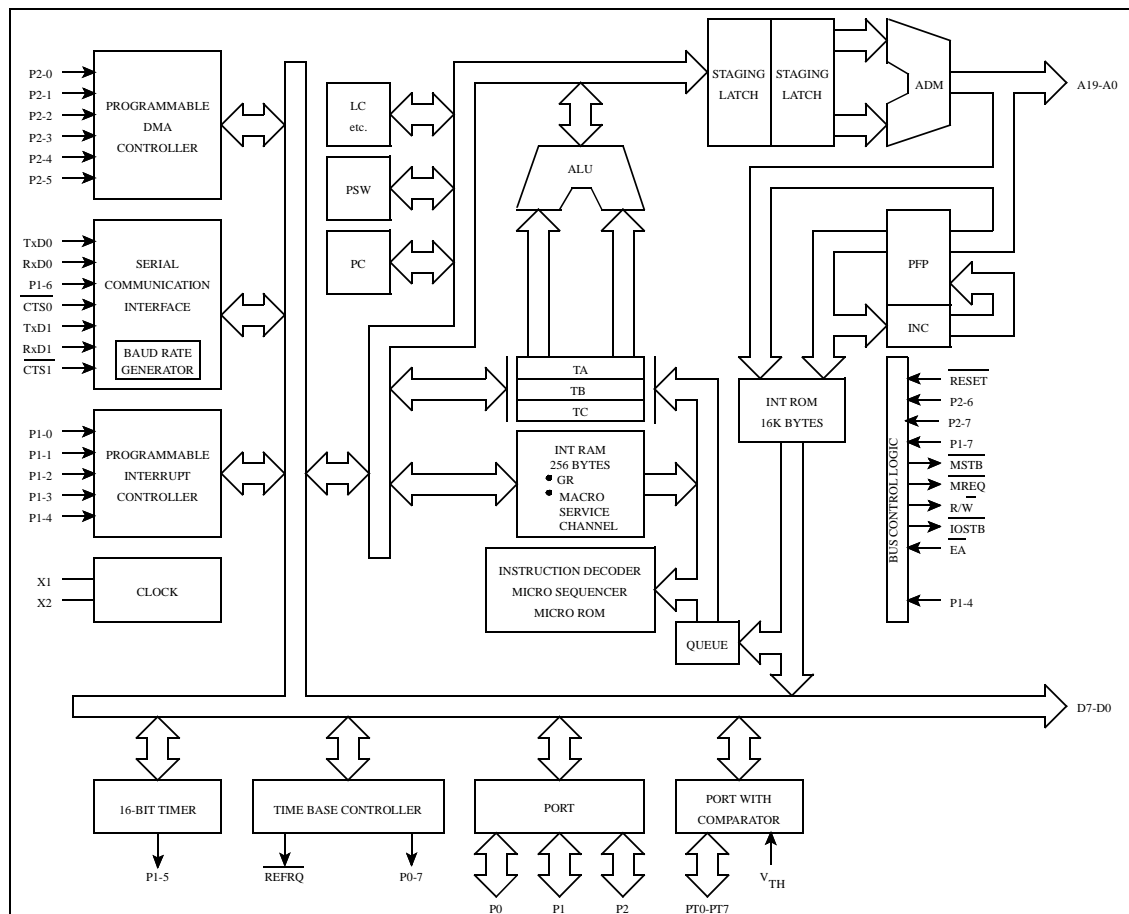 P2-0
P2-1
P2-2
P2-3
P2-4
P2-5
PROGRAMMABLE
DMA
CONTROLLER
TxD0
RxD0
P1-6
CTS0
TxD1
RxD1
CTS1
SERIAL
COMMUNICATION
INTERFACE
BAUD RATE
GENERATOR
P1-0
P1-1
P1-2
P1-3
P1-4
PROGRAMMABLE
INTERRUPT
CONTROLLER
X1
X2
CLOCK
LC
etc.
PSW
PC
ALU
STAGING
LATCH
STAGING
LATCH
ADM
A19-A0
PFP
INC
TA
TB
TC
INT RAM
256 BYTES
• GR
• MACRO
SERVICE
CHANNEL
INSTRUCTION DECODER
MICRO SEQUENCER
MICRO ROM
QUEUE
INT ROM
16K BYTES
BUS CONTROL LOGIC
RESET
P2-6
P2-7
P1-7
MSTB
MREQ
R/W
IOSTB
EA
P1-4
D7-D0
16-BIT TIMER
P1-5
TIME BASE CONTROLLER
REFRQ
P0-7
PORT
P0
P1
P2
PORT WITH
COMPARATOR
PT0-PT7
VTH